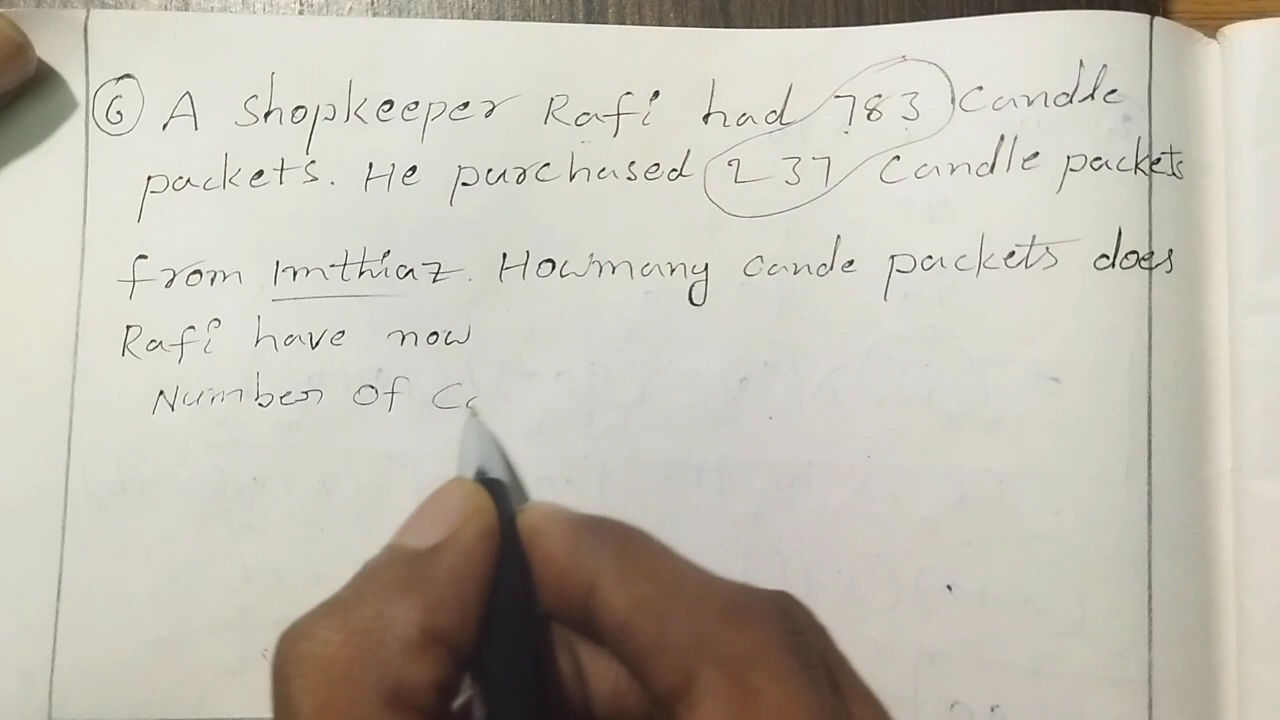 6 A Shopkeeper Rafi had 783 Candle
packets. He purchased 237 Candle packets
from Imthiaz. Howmany cande packets does
Rafi have now
Number of Ca